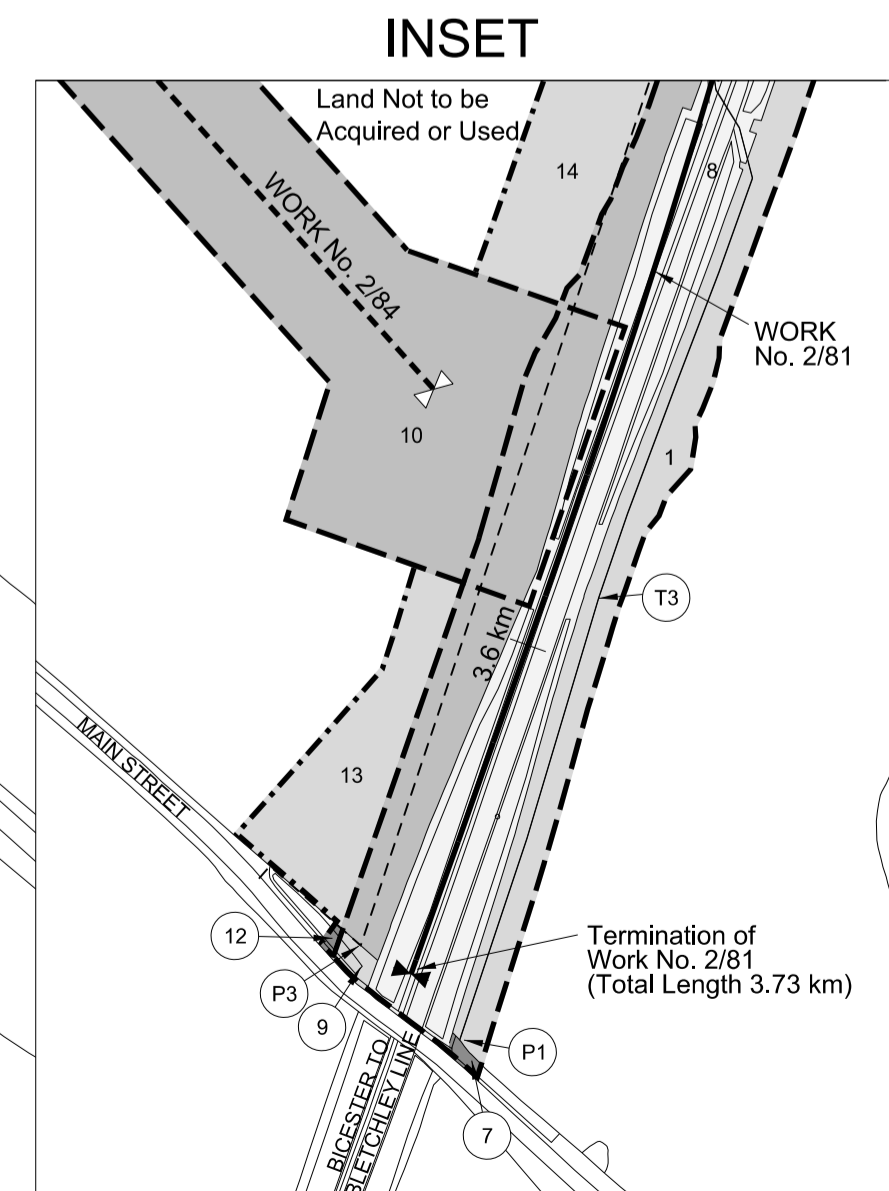 INSET
Land Not to be
Acquired or Used
14
8
WORK No. 2/84
WORK
No. 2/81
10
1
T3
3.6 km
MAIN STREET
13
12
P3
9
Termination of
Work No. 2/81
(Total Length 3.73 km)
P1
7
BICESTER TO
BLETCHLEY LINE